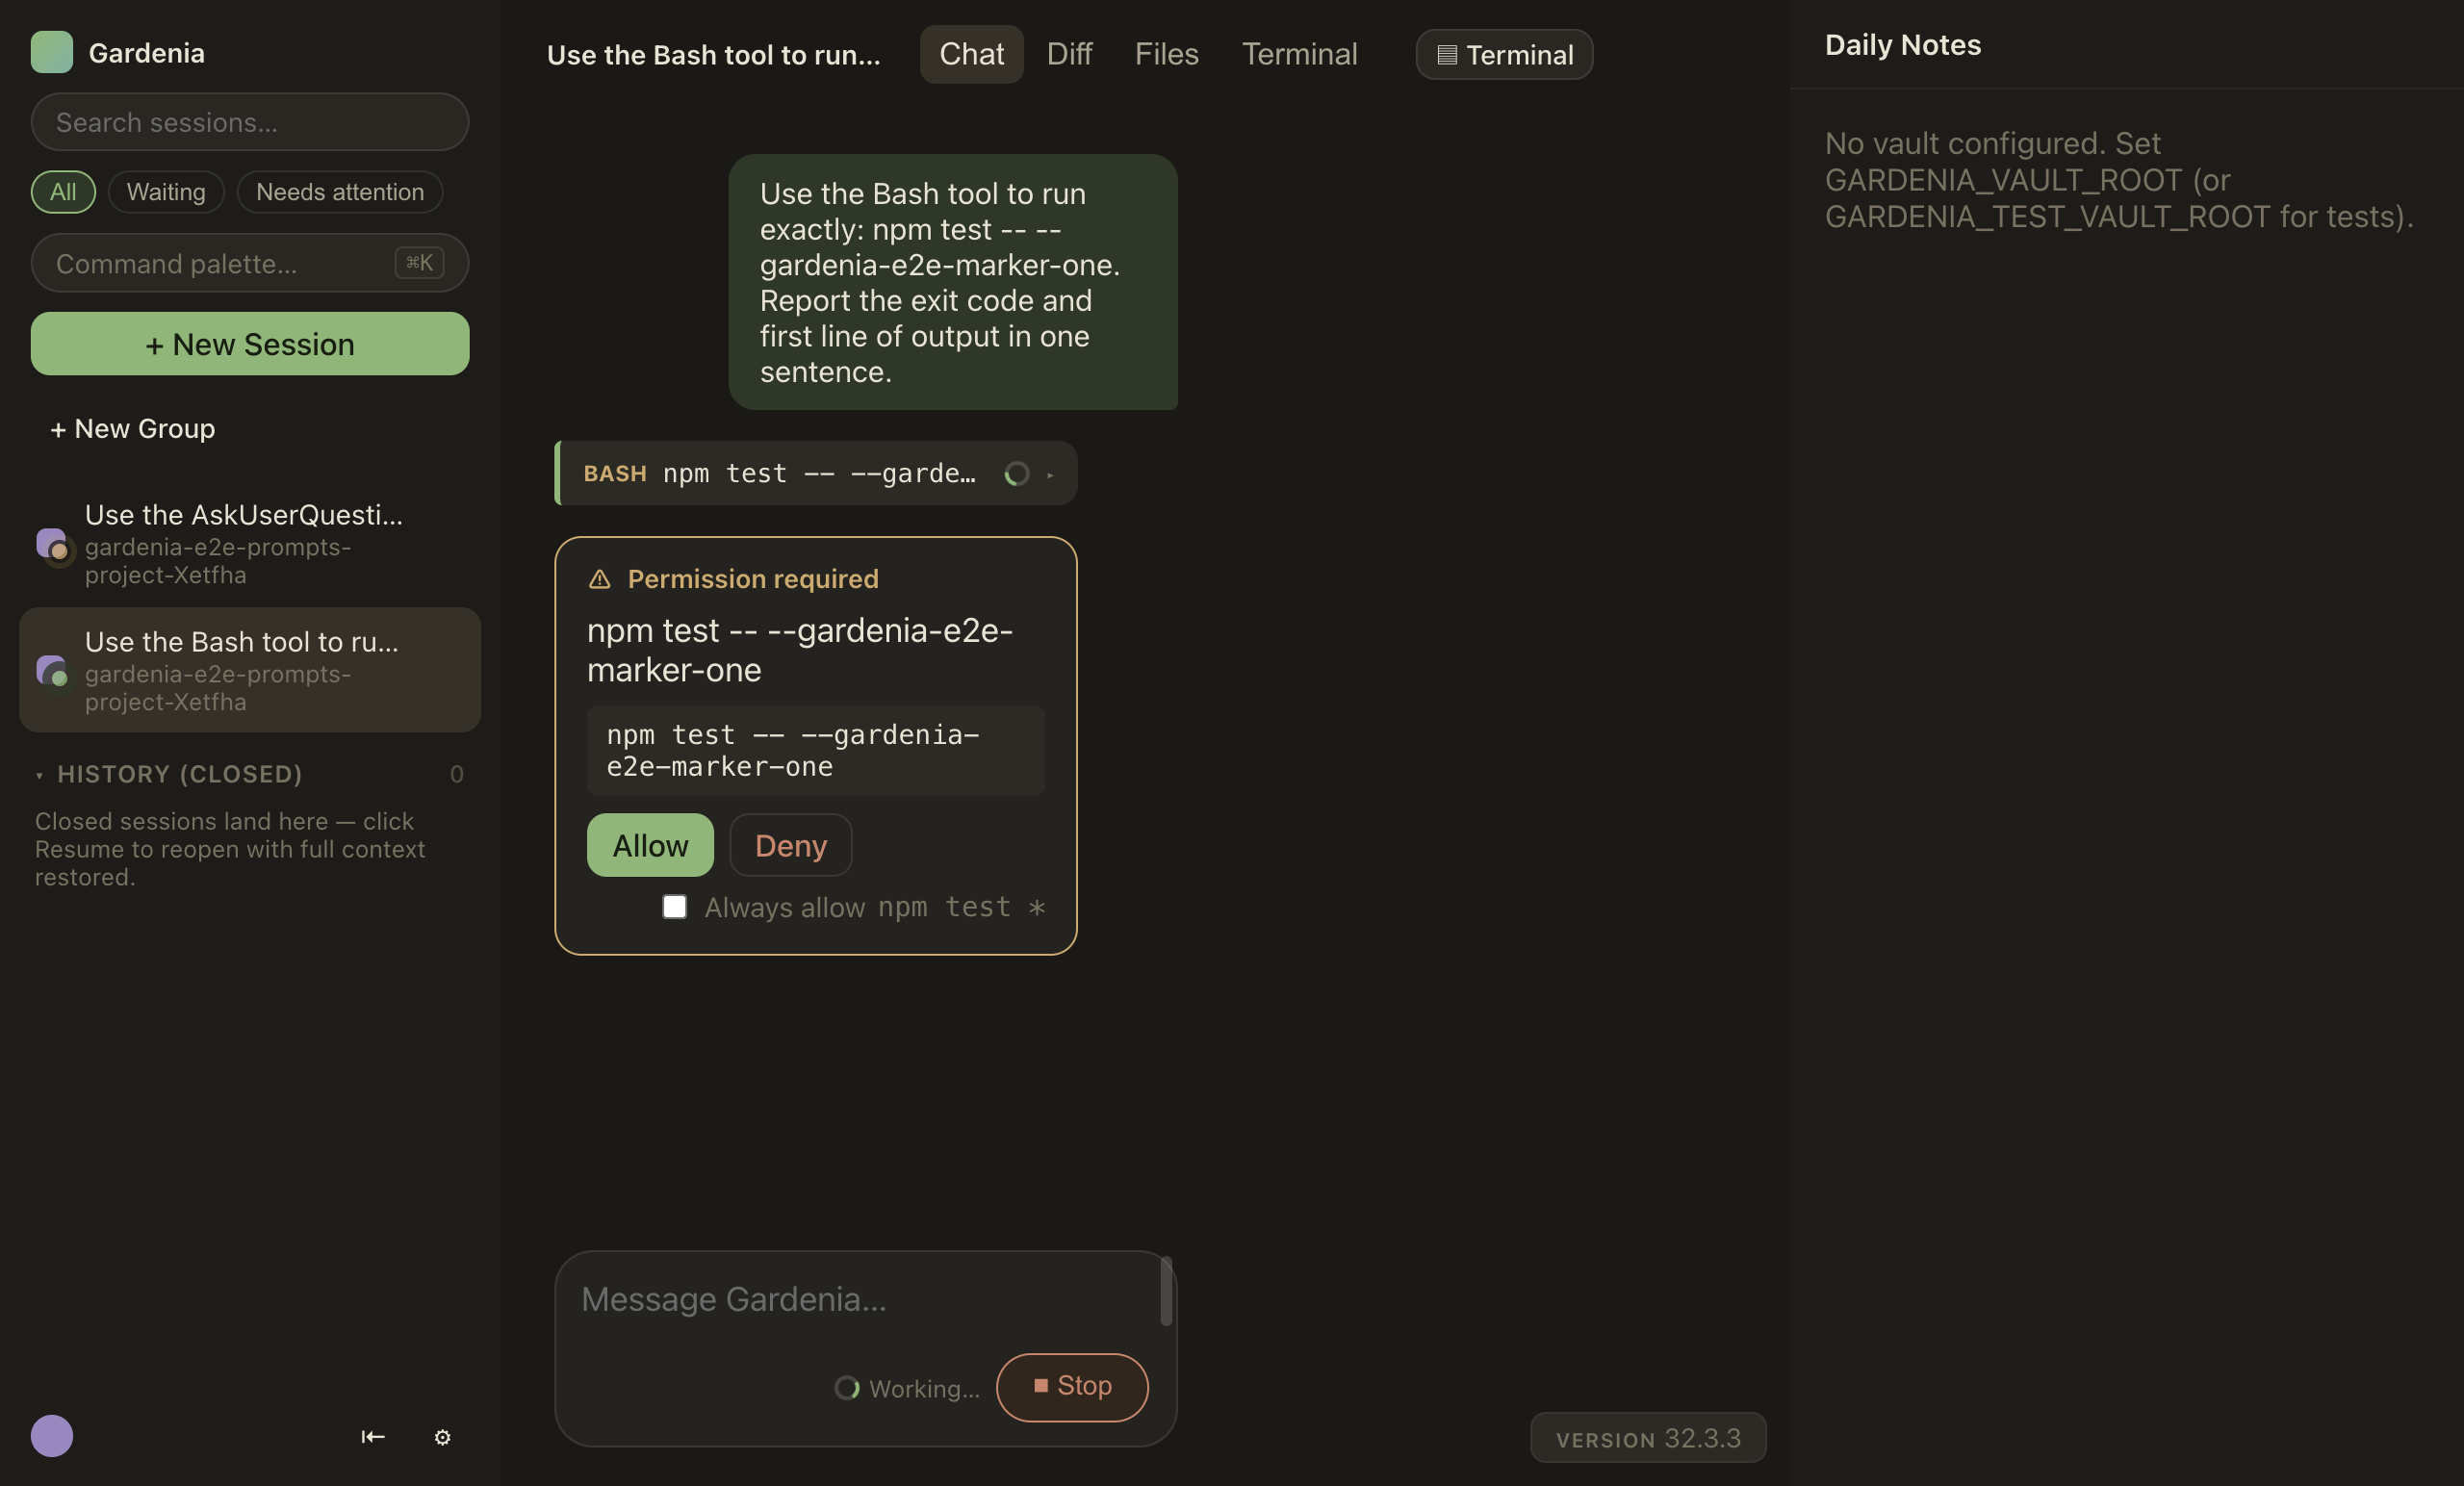 Gardenia
Search sessions...
All
Waiting
Needs attention
Command palette...
⌘K
+ New Session
+ New Group
Use the AskUserQuesti...
gardenia-e2e-prompts-
project-Xetfha
Use the Bash tool to ru...
gardenia-e2e-prompts-
project-Xetfha
HISTORY (CLOSED)
0
Closed sessions land here — click
Resume to reopen with full context
restored.
Use the Bash tool to run...
Chat
Diff
Files
Terminal
Terminal
Use the Bash tool to run
exactly: npm test -- --
gardenia-e2e-marker-one.
Report the exit code and
first line of output in one
sentence.
BASH npm test -- --garde…
Permission required
npm test -- --gardenia-e2e-
marker-one
npm test -- --gardenia-
e2e-marker-one
Allow
Deny
Always allow npm test *
Message Gardenia...
Working...
Stop
VERSION 32.3.3
Daily Notes
No vault configured. Set
GARDENIA_VAULT_ROOT (or
GARDENIA_TEST_VAULT_ROOT for tests).